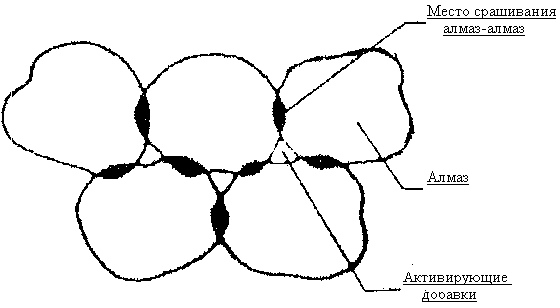 Место сращивания
алмаз-алмаз
Алмаз
Активирующие
добавки